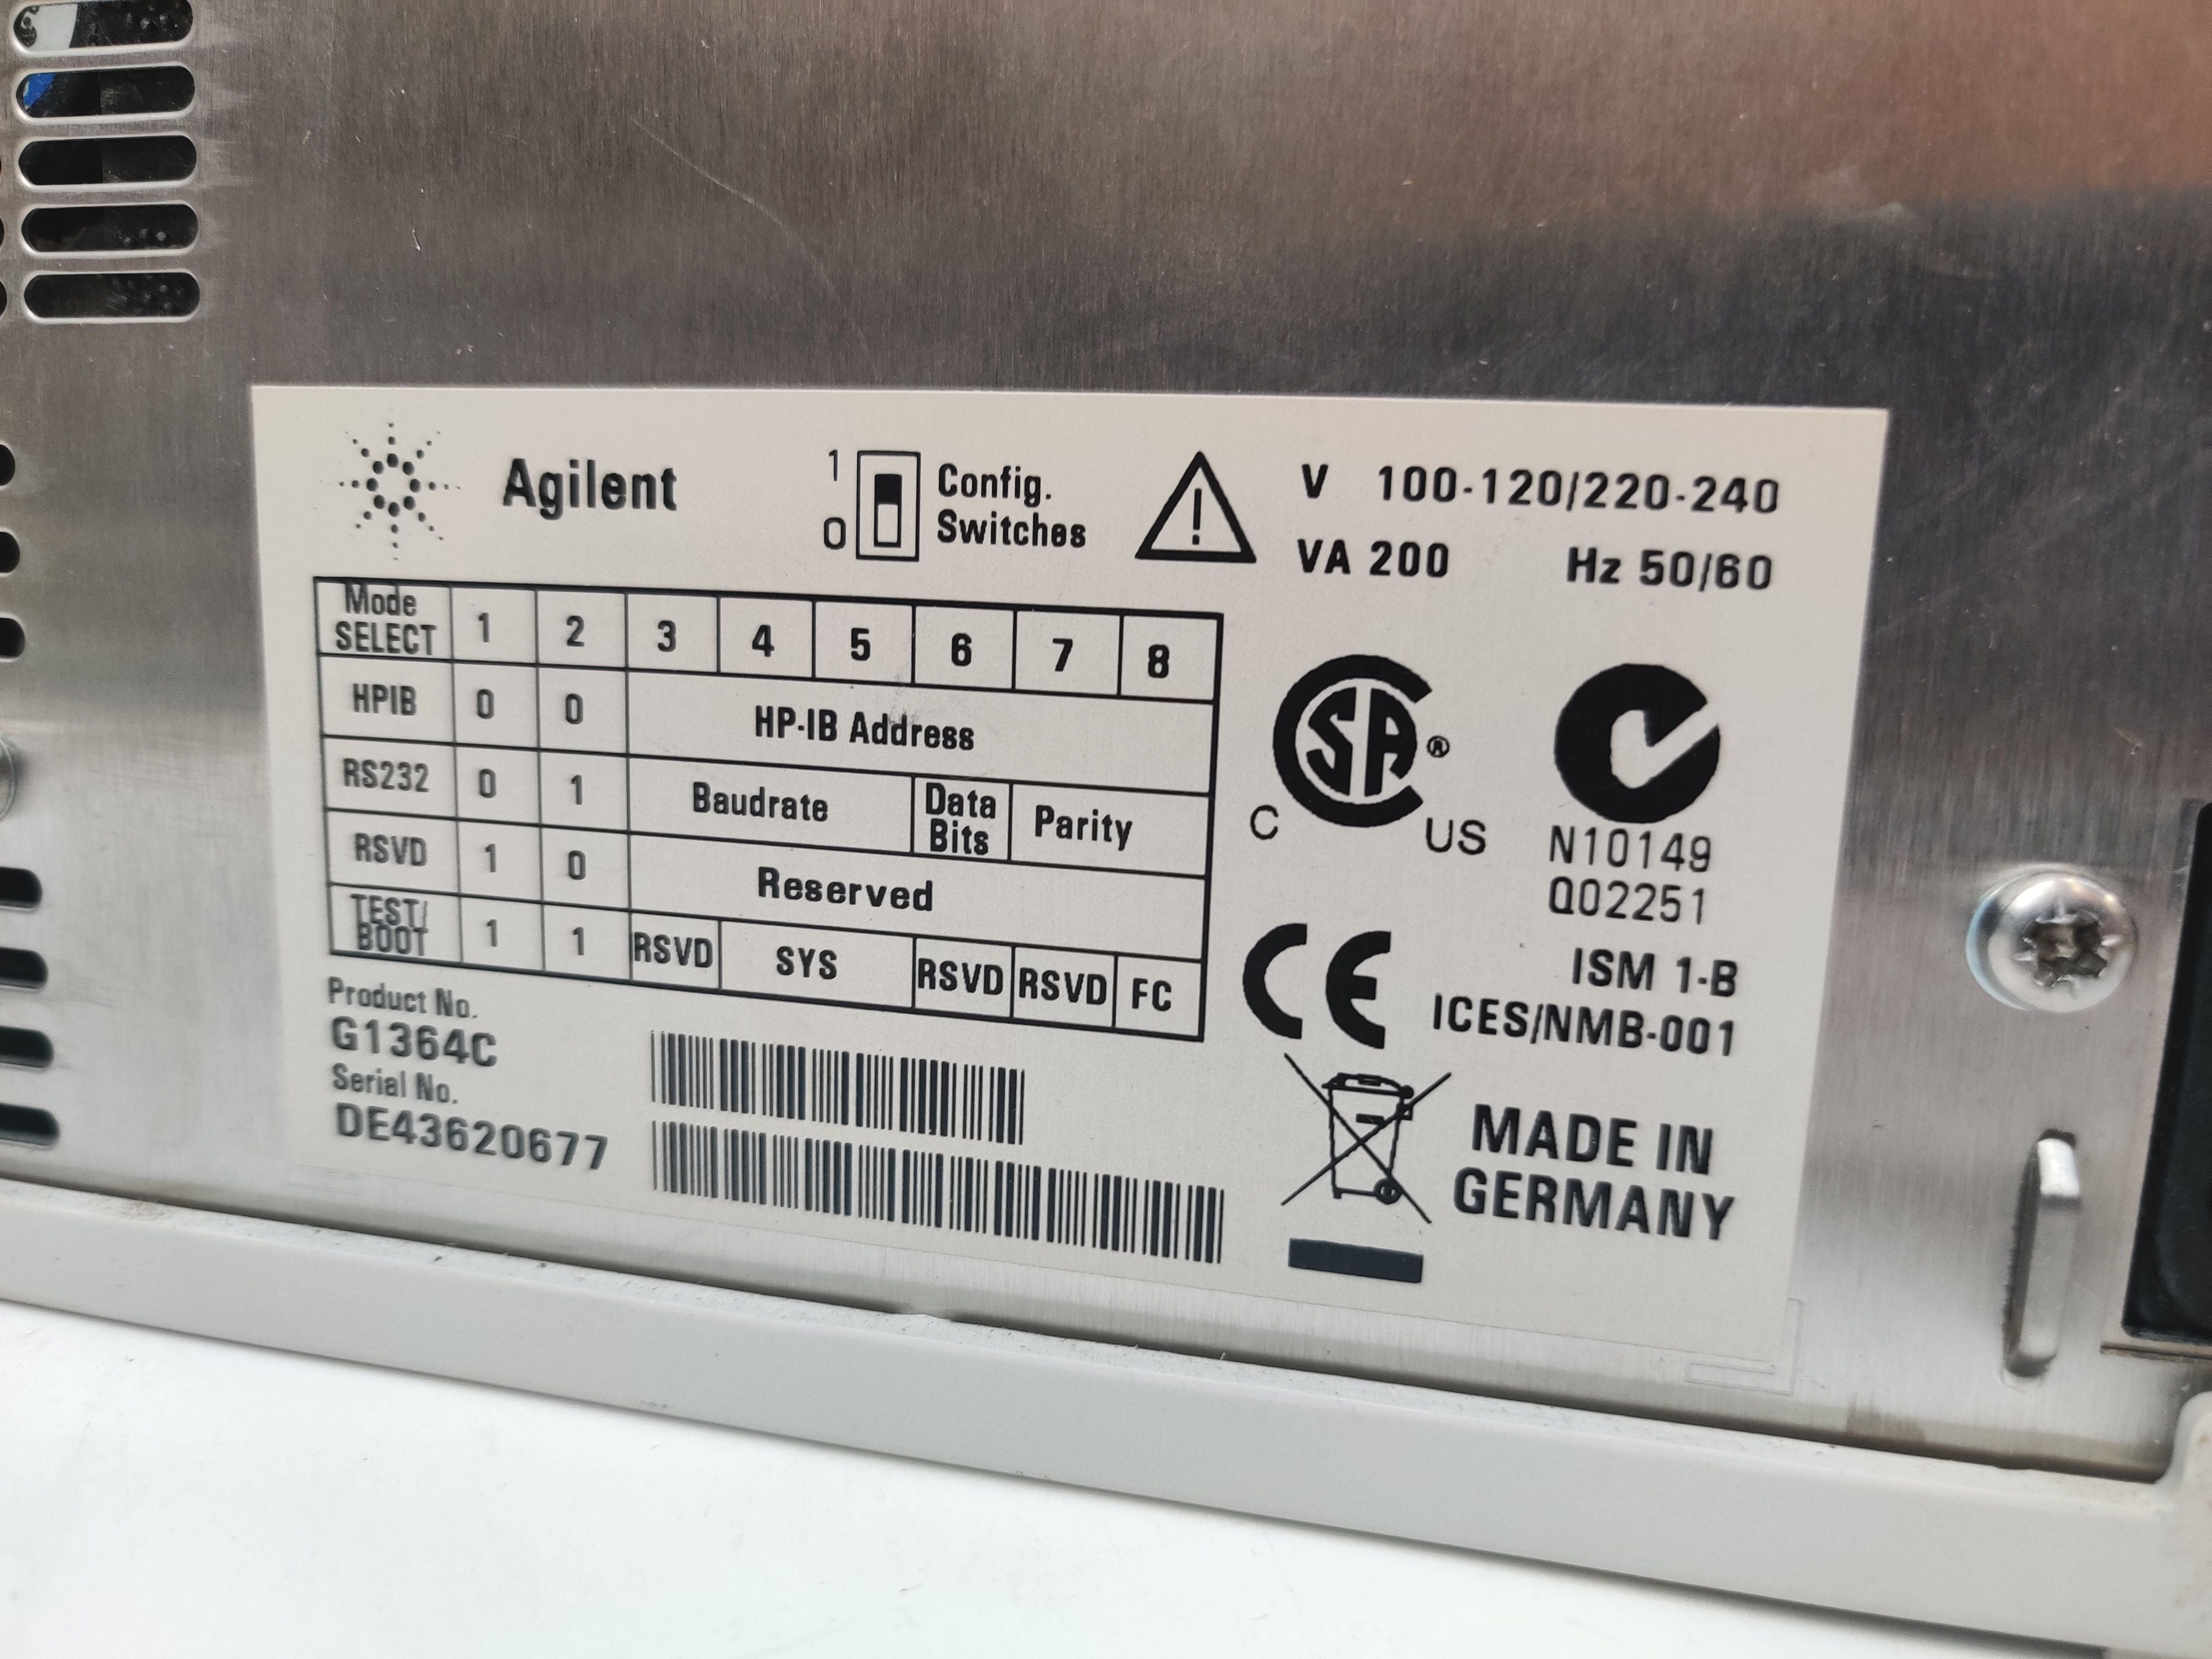 Agilent
1
0
Config.
Switches
V 100-120/220-240
VA 200 Hz 50/60
Mode SELECT 1 2 3 4 5 6 7 8
HPIB 0 0 HP-IB Address
RS232 0 1 Baudrate Data Bits Parity
RSVD 1 0 Reserved
TEST/BOOT 1 1 RSVD SYS RSVD RSVD FC
Product No.
G1364C
Serial No.
DE43620677
CSA®
C US
N10149
Q02251
CE
ISM 1-B
ICES/NMB-001
MADE IN
GERMANY